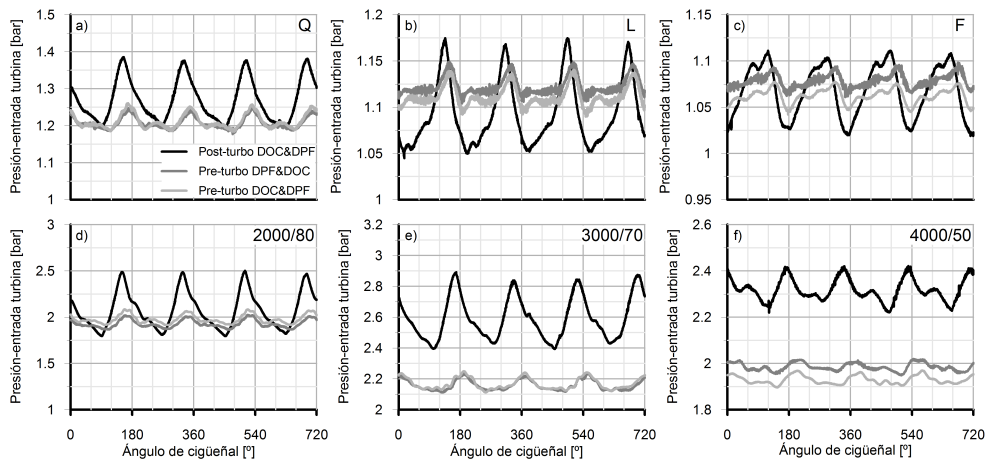 a)
Q
Presión-entrada turbina [bar]
1.5
1.4
1.3
1.2
1.1
1
Post-turbo DOC&DPF
Pre-turbo DPF&DOC
Pre-turbo DOC&DPF
b)
L
Presión-entrada turbina [bar]
1.2
1.15
1.1
1.05
1
c)
F
Presión-entrada turbina [bar]
1.15
1.1
1.05
1
0.95
d)
2000/80
Presión-entrada turbina [bar]
3
2.5
2
1.5
1
0 180 360 540 720
Ángulo de cigüeñal [º]
e)
3000/70
Presión-entrada turbina [bar]
3.2
3
2.8
2.6
2.4
2.2
2
0 180 360 540 720
Ángulo de cigüeñal [º]
f)
4000/50
Presión-entrada turbina [bar]
2.6
2.4
2.2
2
1.8
0 180 360 540 720
Ángulo de cigüeñal [º]